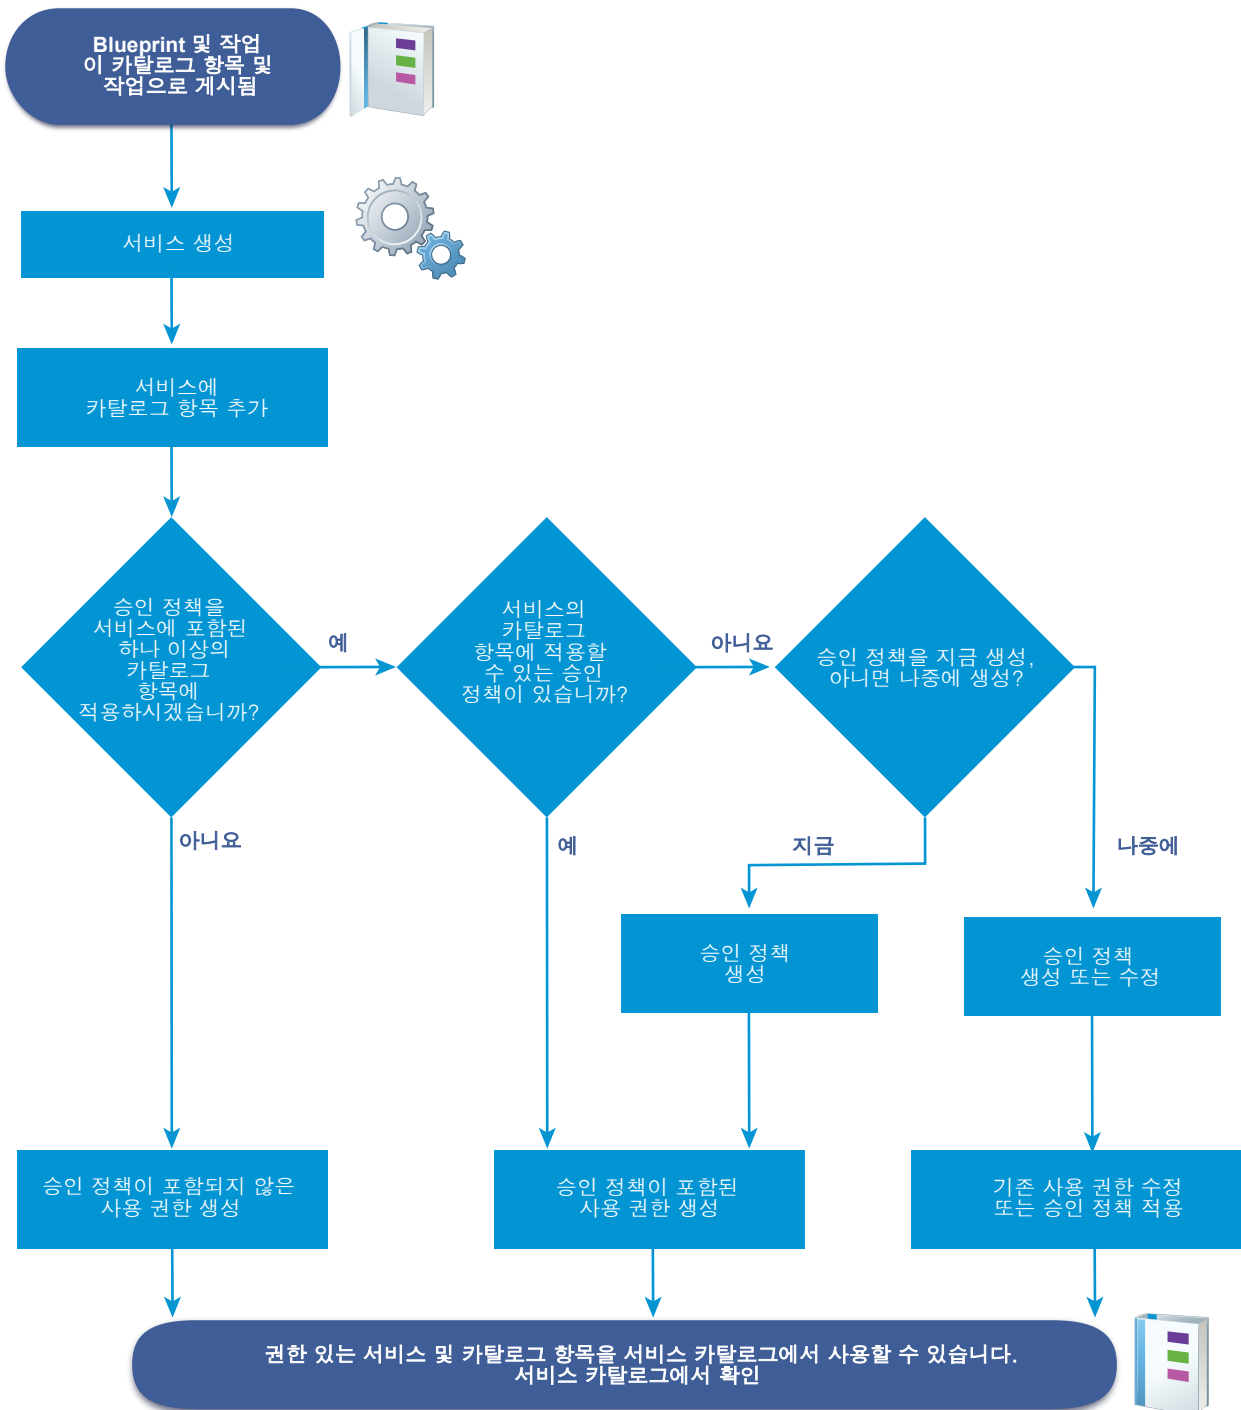 Blueprint 및 작업
이 카탈로그 항목 및
작업으로 게시됨
서비스 생성
서비스에
카탈로그 항목 추가
승인 정책을
서비스에 포함된
하나 이상의
카탈로그
항목에
적용하시겠습니까?
예
서비스의
카탈로그
항목에 적용할
수 있는 승인
정책이 있습니까?
아니요
승인 정책을 지금 생성,
아니면 나중에 생성?
아니요
예
지금
나중에
승인 정책
생성
승인 정책
생성 또는 수정
승인 정책이 포함되지 않은
사용 권한 생성
승인 정책이 포함된
사용 권한 생성
기존 사용 권한 수정
또는 승인 정책 적용
권한 있는 서비스 및 카탈로그 항목을 서비스 카탈로그에서 사용할 수 있습니다.
서비스 카탈로그에서 확인